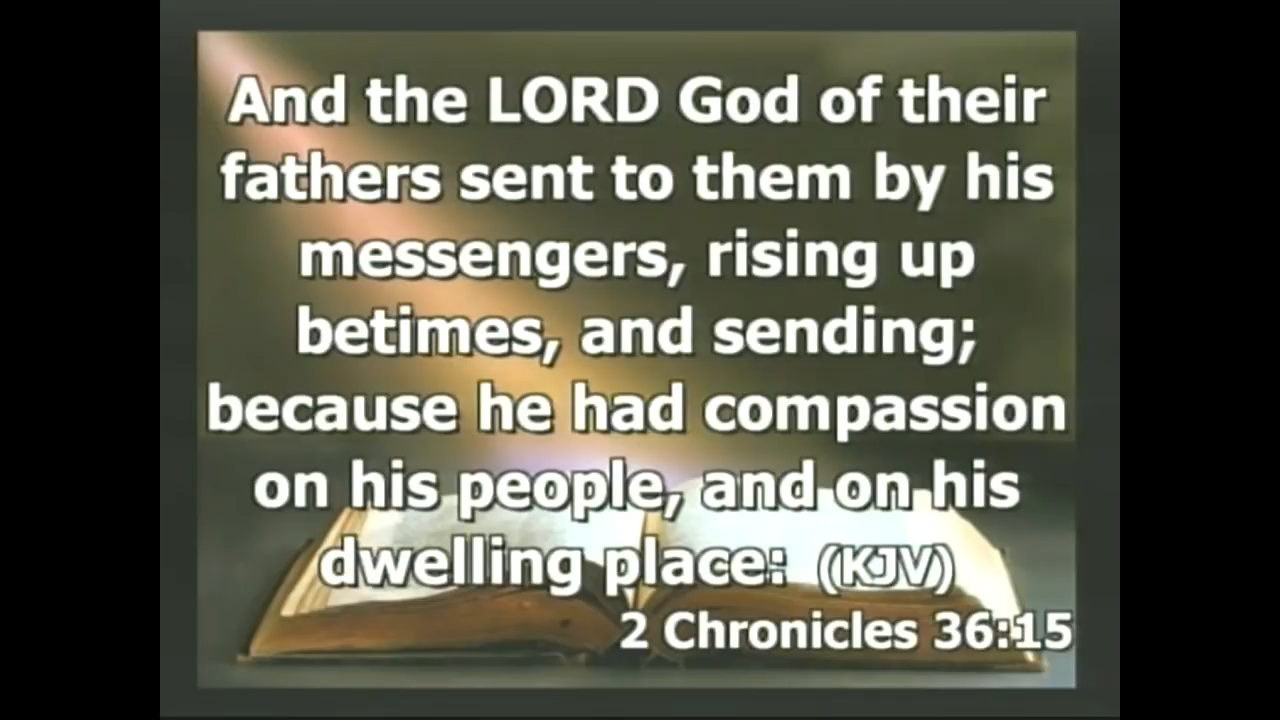 And the LORD God of their
fathers sent to them by his
messengers, rising up
betimes, and sending;
because he had compassion
on his people, and on his
dwelling place: (KJV)
2 Chronicles 36:15